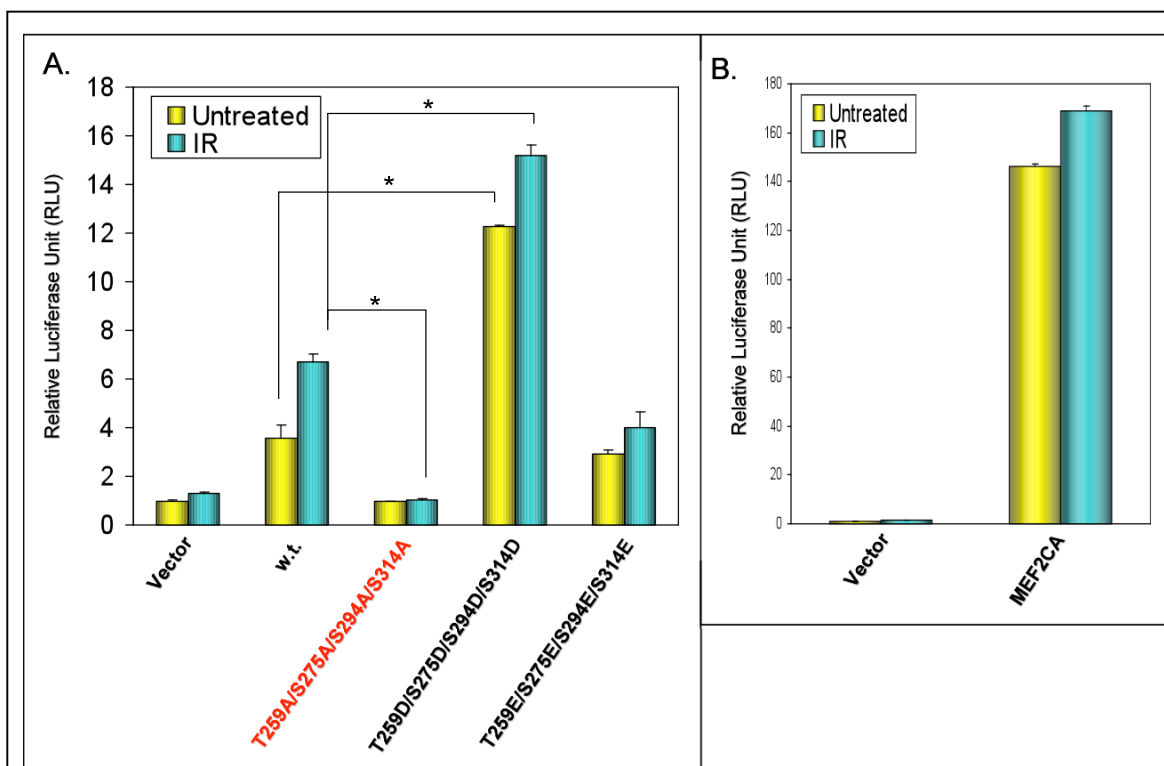 A.
18
16
14
12
10
8
6
4
2
0
Relative Luciferase Unit (RLU)
Untreated
IR
*
*
*
Vector
w.t.
T259A/S275A/S294A/S314A
T259D/S275D/S294D/S314D
T259E/S275E/S294E/S314E
B.
180
160
140
120
100
80
60
40
20
0
Relative Luciferase Unit (RLU)
Untreated
IR
Vector
MEF2CA